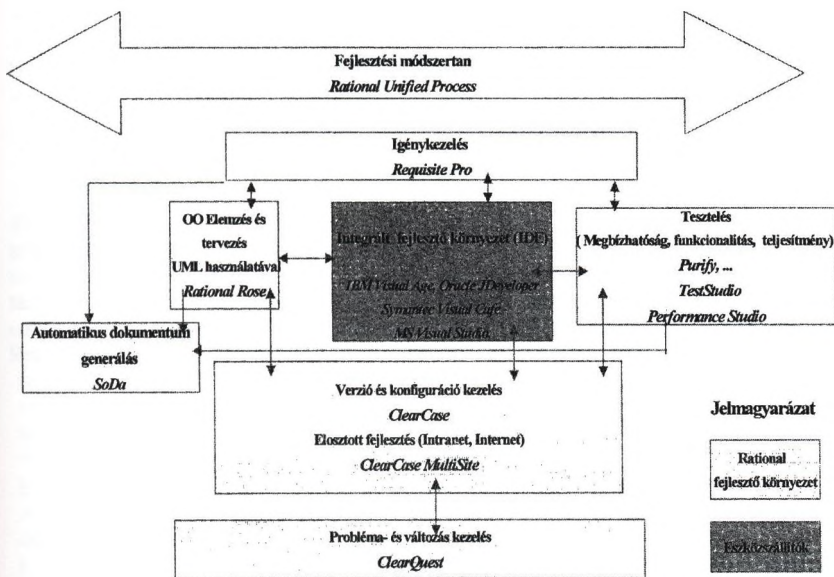 Fejlesztési módszertan
Rational Unified Process
Igénykezelés
Requisite Pro
OO Elemzés és
tervezés
UML használatával
Rational Rose
Integrált fejlesztő környezet (IDE)
IBM Visual Age, Oracle JDeveloper
Symantec Visual Café
MS Visual Studio
Tesztelés
( Megbízhatóság, funkcionalitás, teljesítmény)
Purify, ...
TestStudio
Performance Studio
Automatikus dokumentum
generálás
SoDa
Verzió és konfiguráció kezelés
ClearCase
Elosztott fejlesztés (Intranet, Internet)
ClearCase MultiSite
Probléma- és változás kezelés
ClearQuest
Jelmagyarázat
Rational
fejlesztő környezet
Eszközszállítók